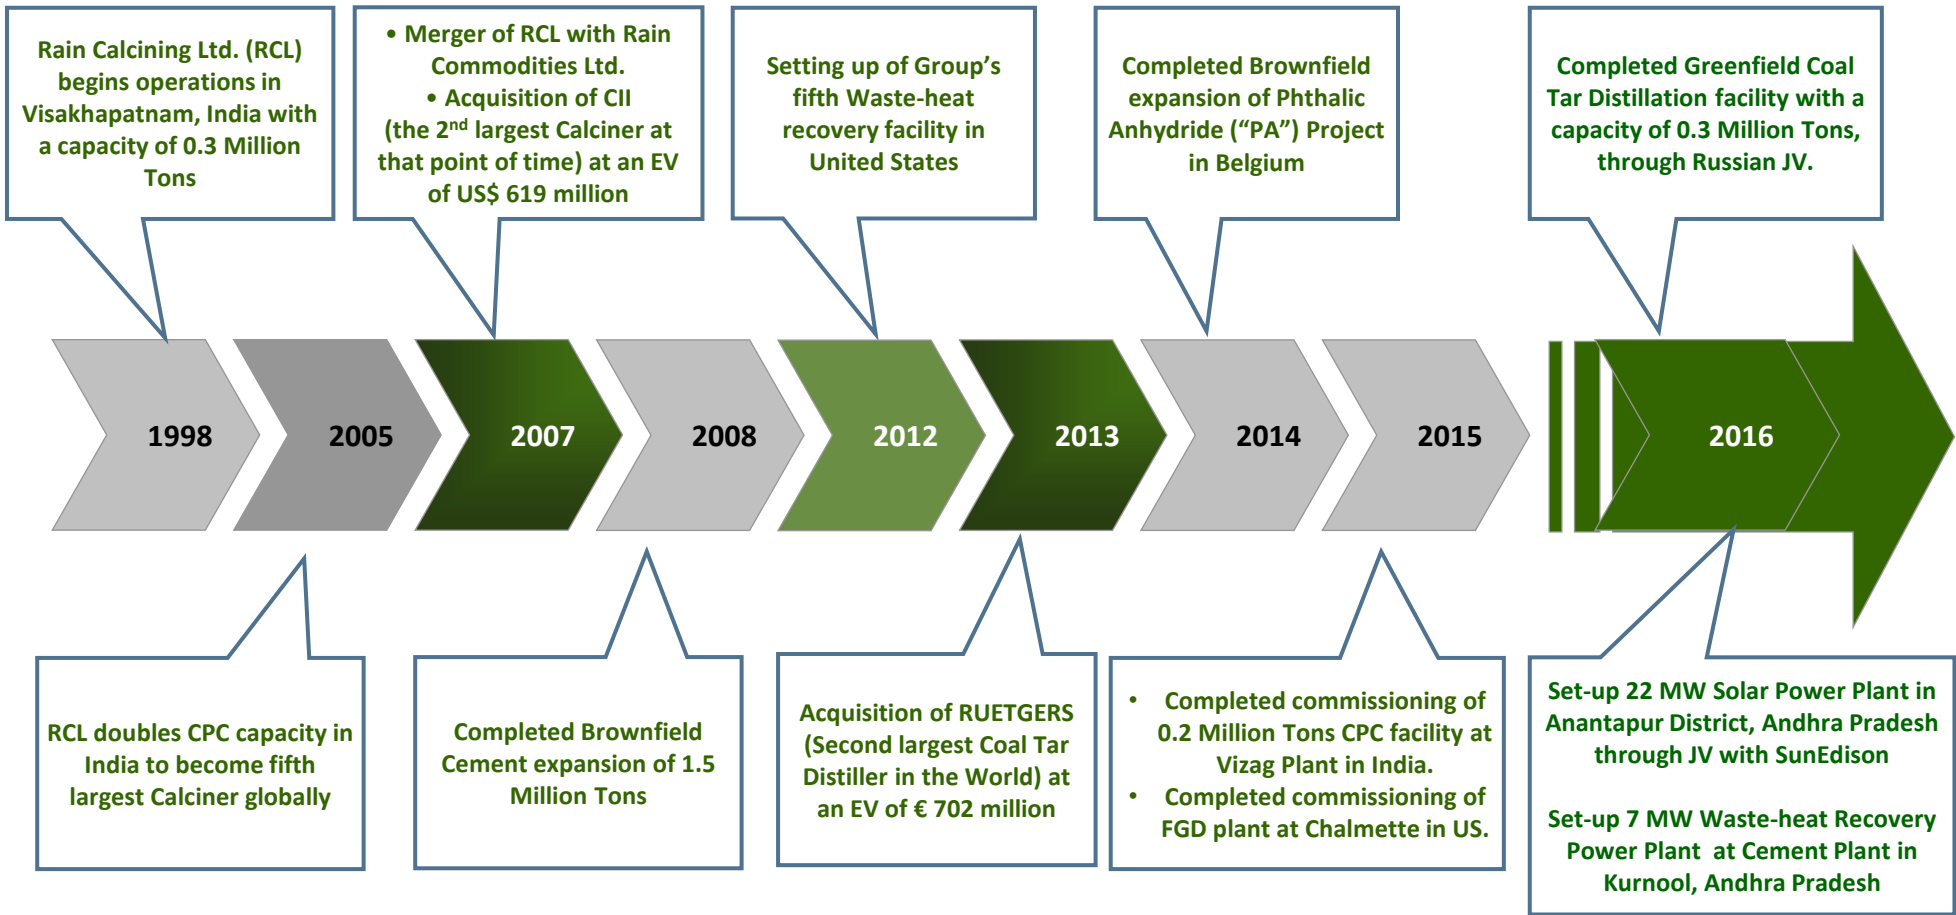 Rain Calcining Ltd. (RCL)
begins operations in
Visakhapatnam, India with
a capacity of 0.3 Million
Tons
• Merger of RCL with Rain
Commodities Ltd.
• Acquisition of CII
(the 2nd largest Calciner at
that point of time) at an EV
of US$ 619 million
Setting up of Group's
fifth Waste-heat
recovery facility in
United States
Completed Brownfield
expansion of Phthalic
Anhydride (“PA”) Project
in Belgium
Completed Greenfield Coal
Tar Distillation facility with a
capacity of 0.3 Million Tons,
through Russian JV.
1998
2005
2007
2008
2012
2013
2014
2015
2016
RCL doubles CPC capacity in
India to become fifth
largest Calciner globally
Completed Brownfield
Cement expansion of 1.5
Million Tons
Acquisition of RUETGERS
(Second largest Coal Tar
Distiller in the World) at
an EV of € 702 million
• Completed commissioning of
0.2 Million Tons CPC facility at
Vizag Plant in India.
• Completed commissioning of
FGD plant at Chalmette in US.
Set-up 22 MW Solar Power Plant in
Anantapur District, Andhra Pradesh
through JV with SunEdison
Set-up 7 MW Waste-heat Recovery
Power Plant at Cement Plant in
Kurnool, Andhra Pradesh